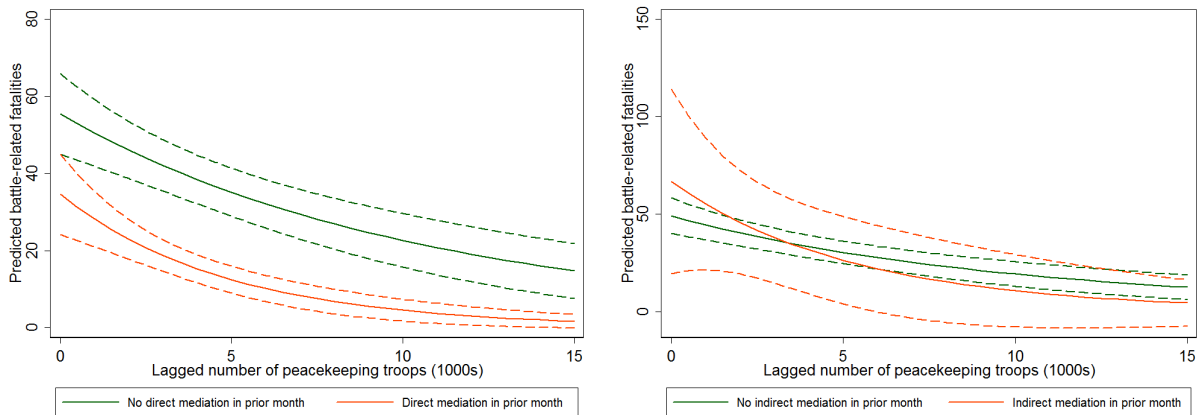 80
60
40
20
0
Predicted battle-related fatalities
0 5 10 15
Lagged number of peacekeeping troops (1000s)
No direct mediation in prior month Direct mediation in prior month
150
100
50
0
Predicted battle-related fatalities
0 5 10 15
Lagged number of peacekeeping troops (1000s)
No indirect mediation in prior month Indirect mediation in prior month